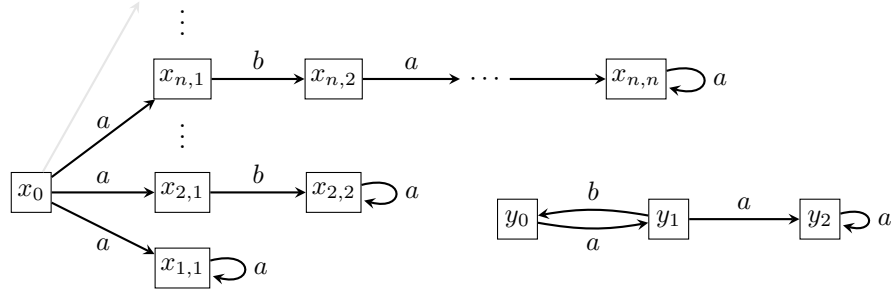 ⋮
b a
x_{n,1} x_{n,2} ⋯ x_{n,n} a
a
⋮
a b
x_0 x_{2,1} x_{2,2} a
b a
y_0 y_1 y_2 a
a a
x_{1,1} a